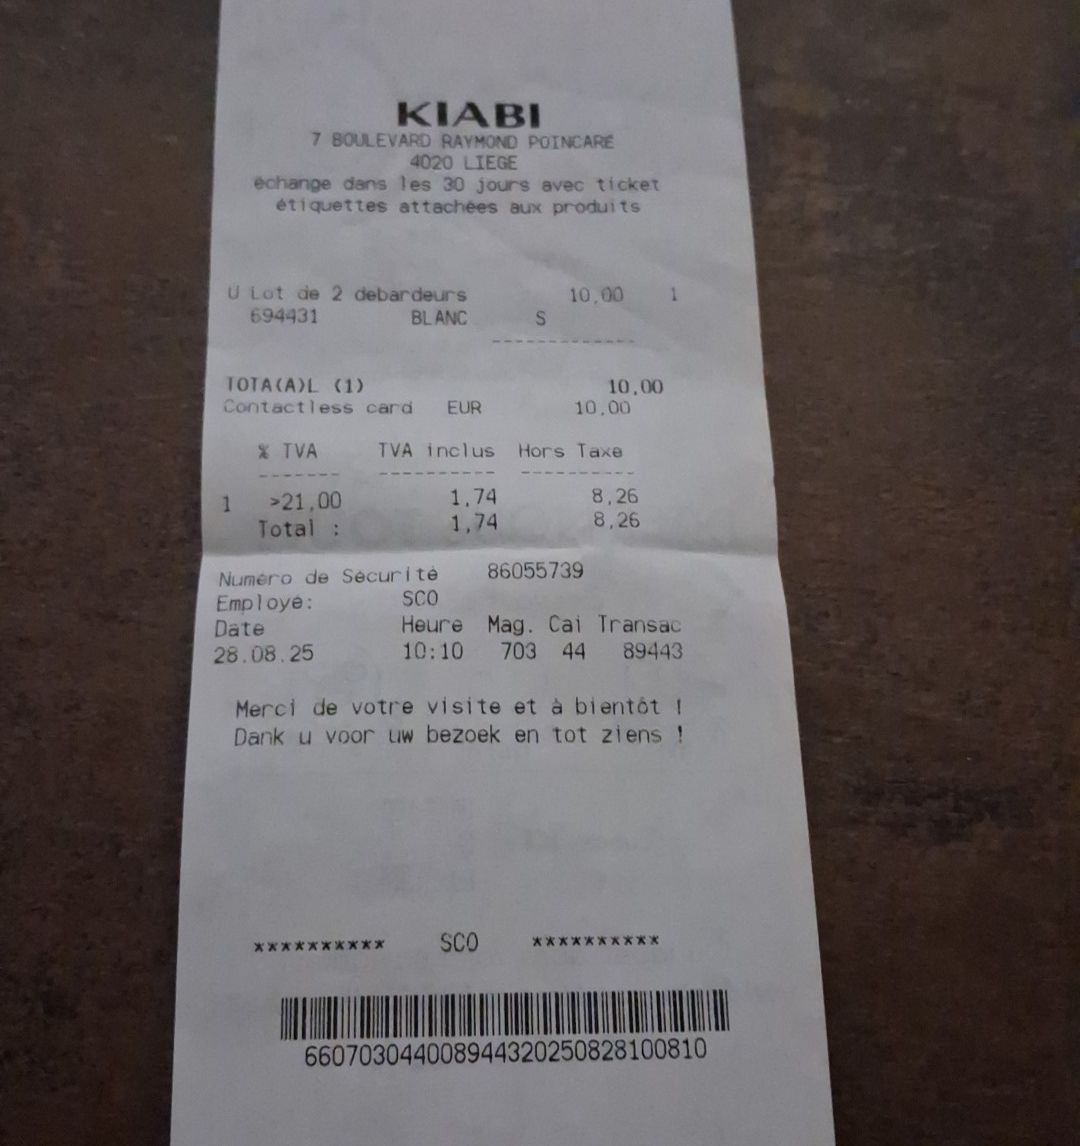 KIABI
7 BOULEVARD RAYMOND POINCARÉ
4020 LIEGE
échange dans les 30 jours avec ticket
étiquettes attachées aux produits
U Lot de 2 debardeurs 10,00 1
694431 BLANC S
------------
TOTA(A)L (1) 10,00
Contactless card EUR 10,00
% TVA TVA inclus Hors Taxe
------- ---------- ----------
1 >21,00 1,74 8,26
Total : 1,74 8,26
Numéro de Sécurité 86055739
Employé: SCO
Date Heure Mag. Cai Transac
28.08.25 10:10 703 44 89443
Merci de votre visite et à bientôt !
Dank u voor uw bezoek en tot ziens !
********** SCO **********
660703044008944320250828100810